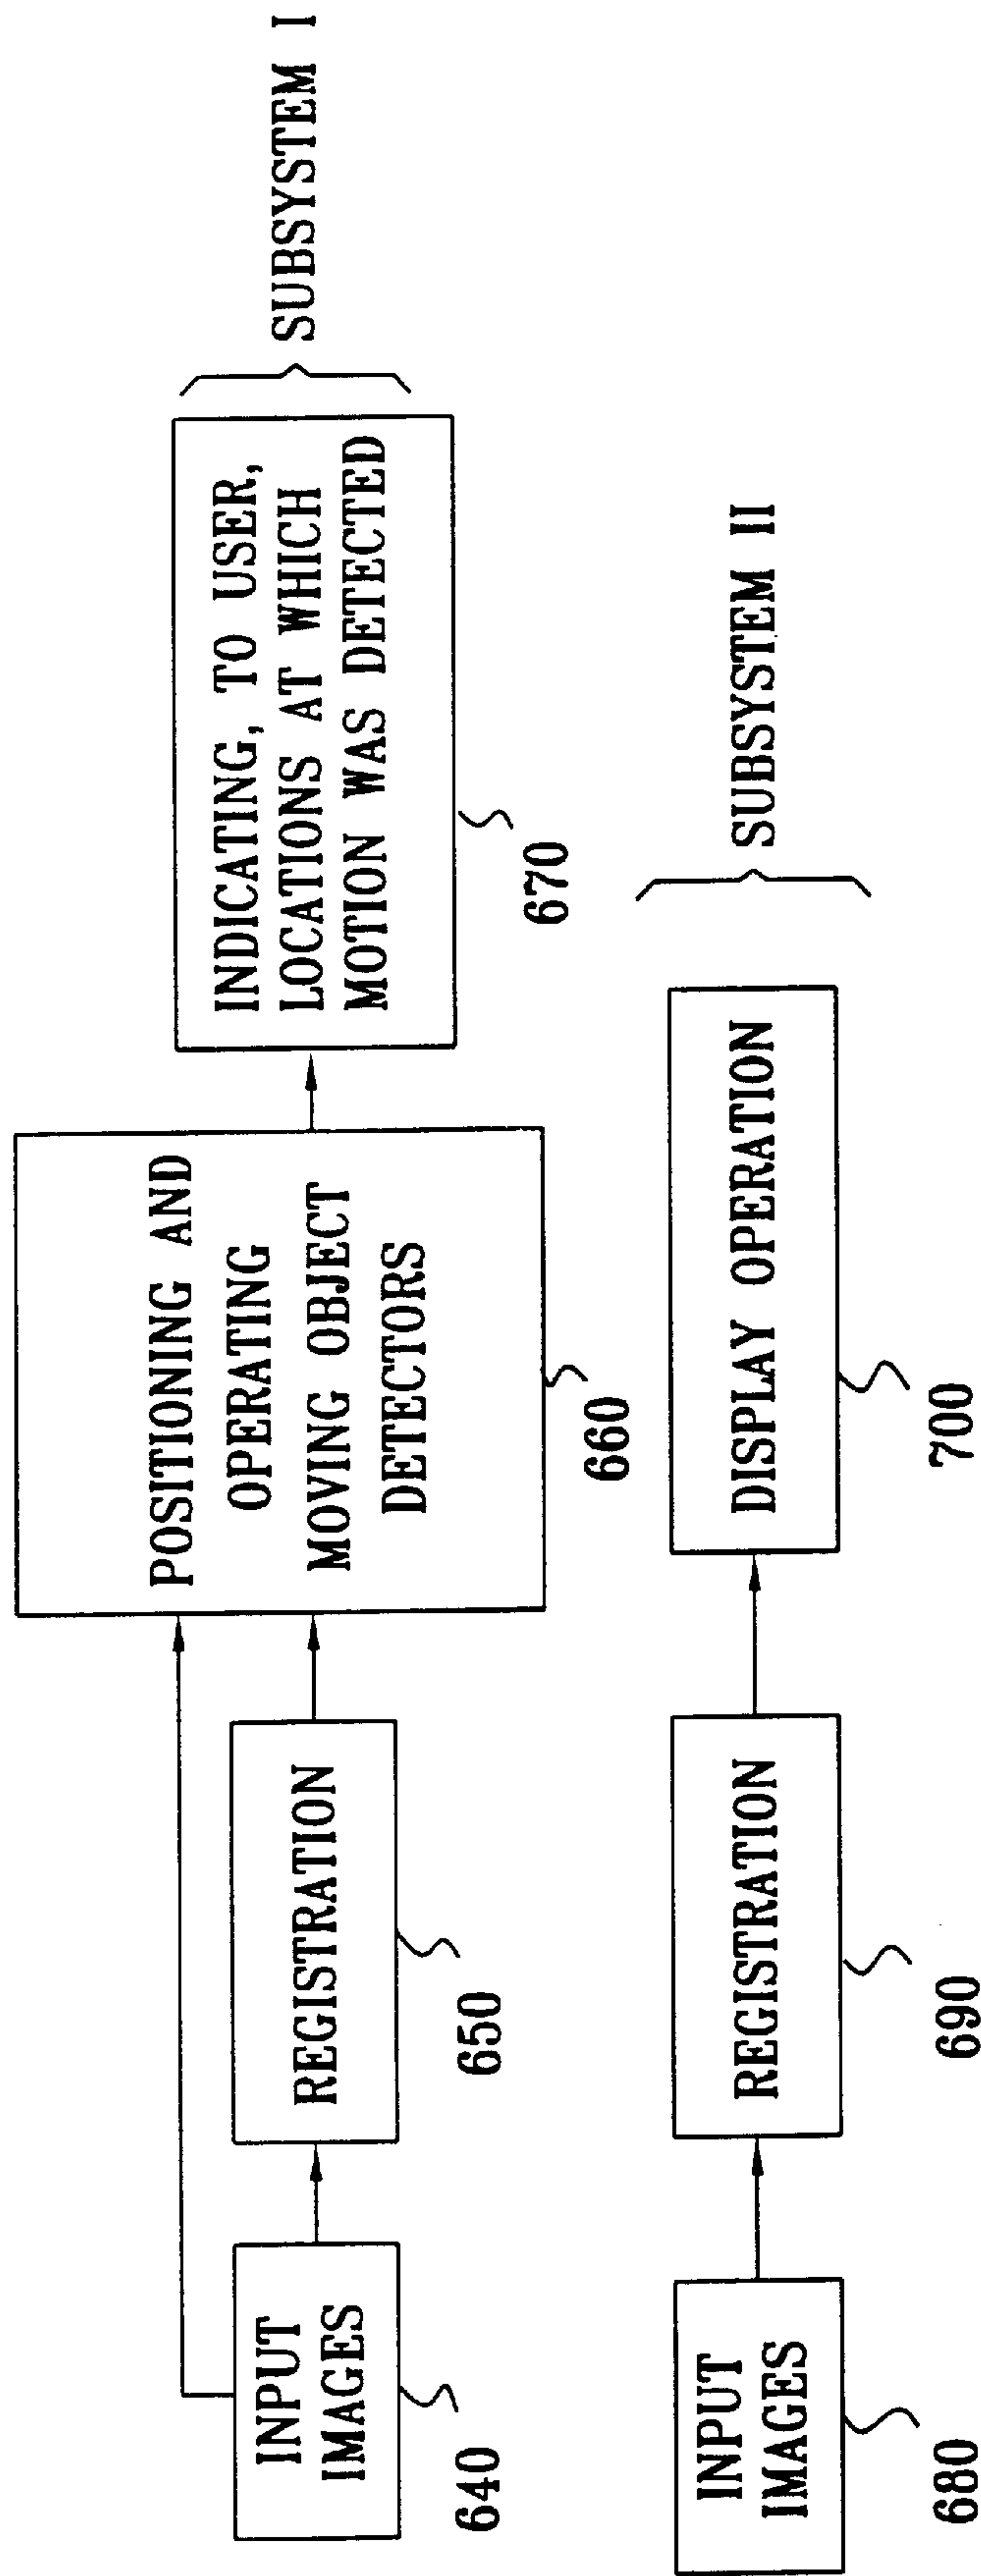 INPUT
IMAGES
640
REGISTRATION
650
POSITIONING AND
OPERATING
MOVING OBJECT
DETECTORS
660
INDICATING, TO USER,
LOCATIONS AT WHICH
MOTION WAS DETECTED
670
SUBSYSTEM I
INPUT
IMAGES
680
REGISTRATION
690
DISPLAY OPERATION
700
SUBSYSTEM II